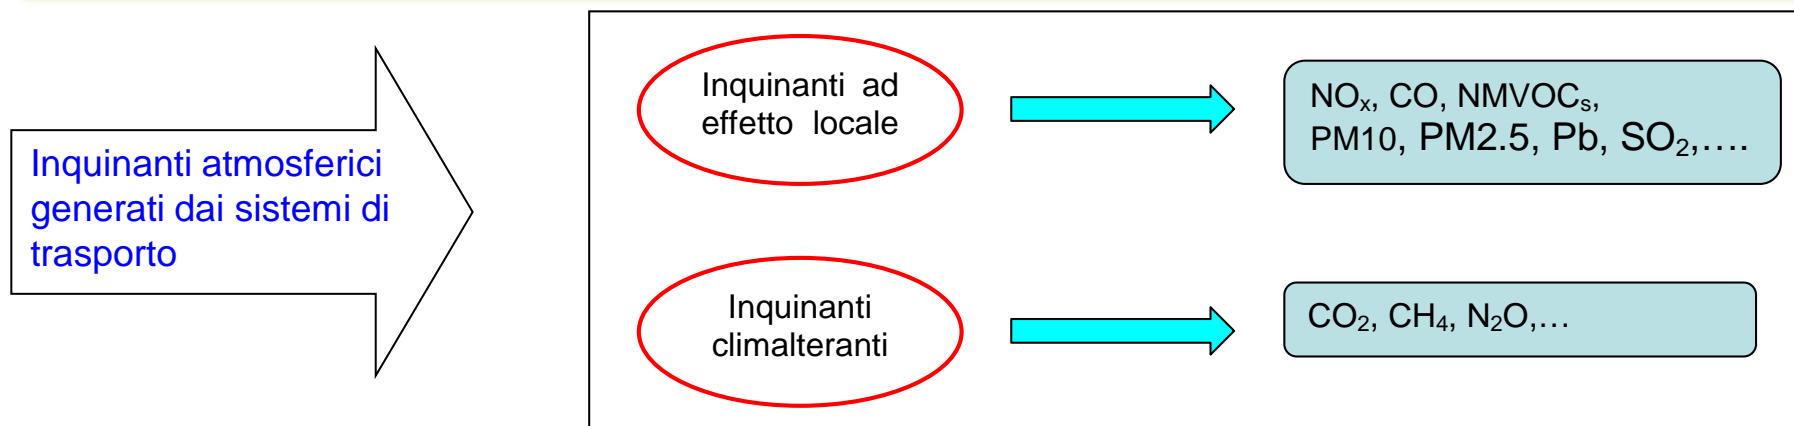 Inquinanti atmosferici
generati dai sistemi di
trasporto
Inquinanti ad
effetto locale
NOₓ, CO, NMVOCₛ,
PM10, PM2.5, Pb, SO₂,….
Inquinanti
climalteranti
CO₂, CH₄, N₂O,…